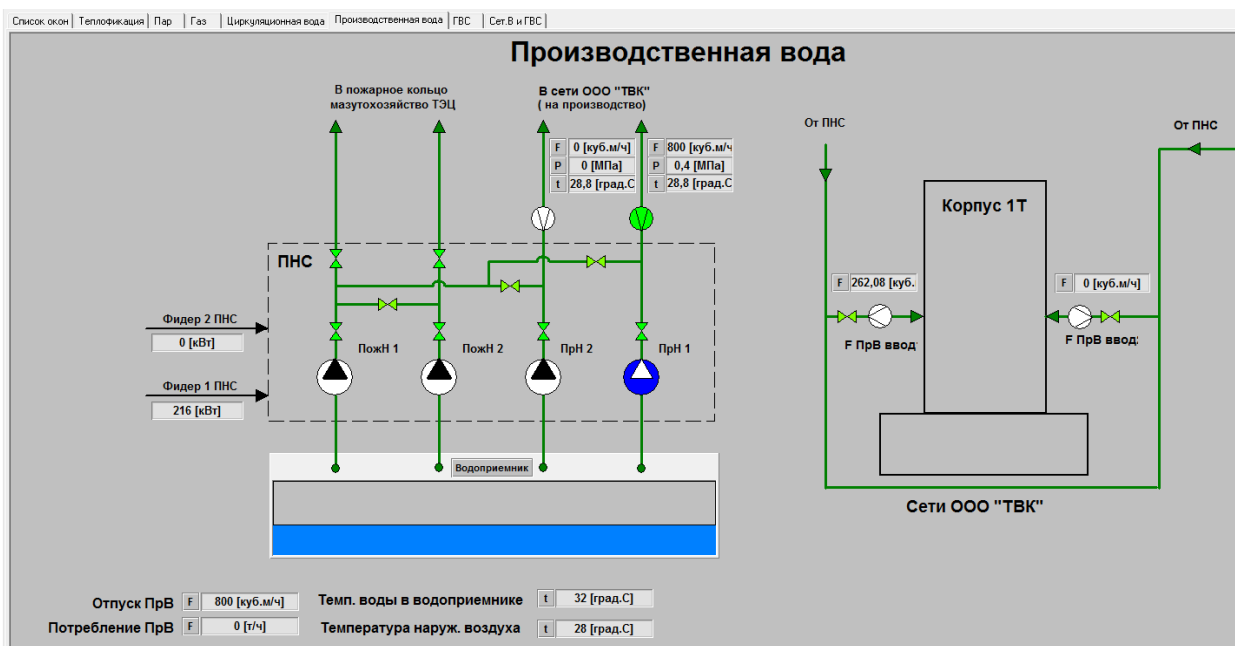 Список окон Теплофикация Пар Газ Циркуляционная вода Производственная вода ГВС Сет.В и ГВС
Производственная вода
В пожарное кольцо
мазутохозяйство ТЭЦ
В сети ООО "ТВК"
( на производство)
F 0 [куб.м/ч] F 800 [куб.м/ч
P 0 [МПа] P 0,4 [МПа]
t 28,8 [град.С t 28,8 [град.С
От ПНС
От ПНС
Корпус 1Т
ПНС
F 262,08 [куб.
F 0 [куб.м/ч]
F ПрВ ввод
F ПрВ ввод:
Фидер 2 ПНС
0 [кВт]
ПожН 1 ПожН 2 ПрН 2 ПрН 1
Фидер 1 ПНС
216 [кВт]
Водоприемник
Сети ООО "ТВК"
Отпуск ПрВ F 800 [куб.м/ч] Темп. воды в водоприемнике t 32 [град.С]
Потребление ПрВ F 0 [т/ч] Температура наруж. воздуха t 28 [град.С]